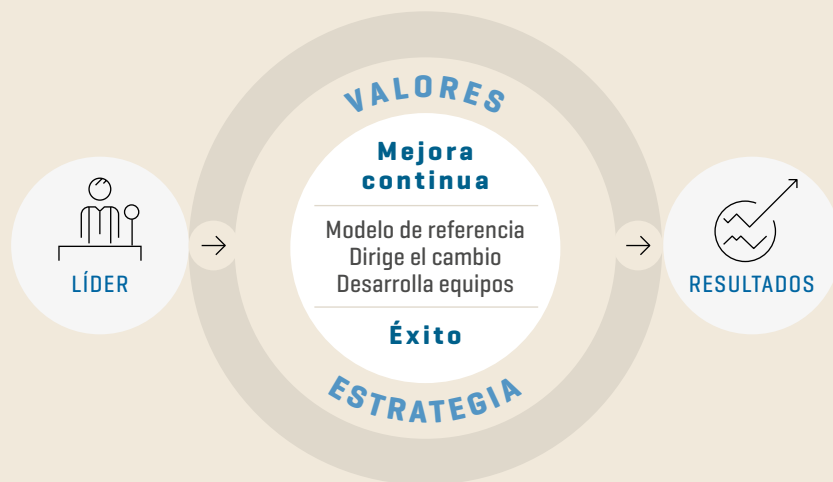 VALORES
Mejora
continua
Modelo de referencia
Dirige el cambio
Desarrolla equipos
Éxito
ESTRATEGIA
LÍDER
RESULTADOS